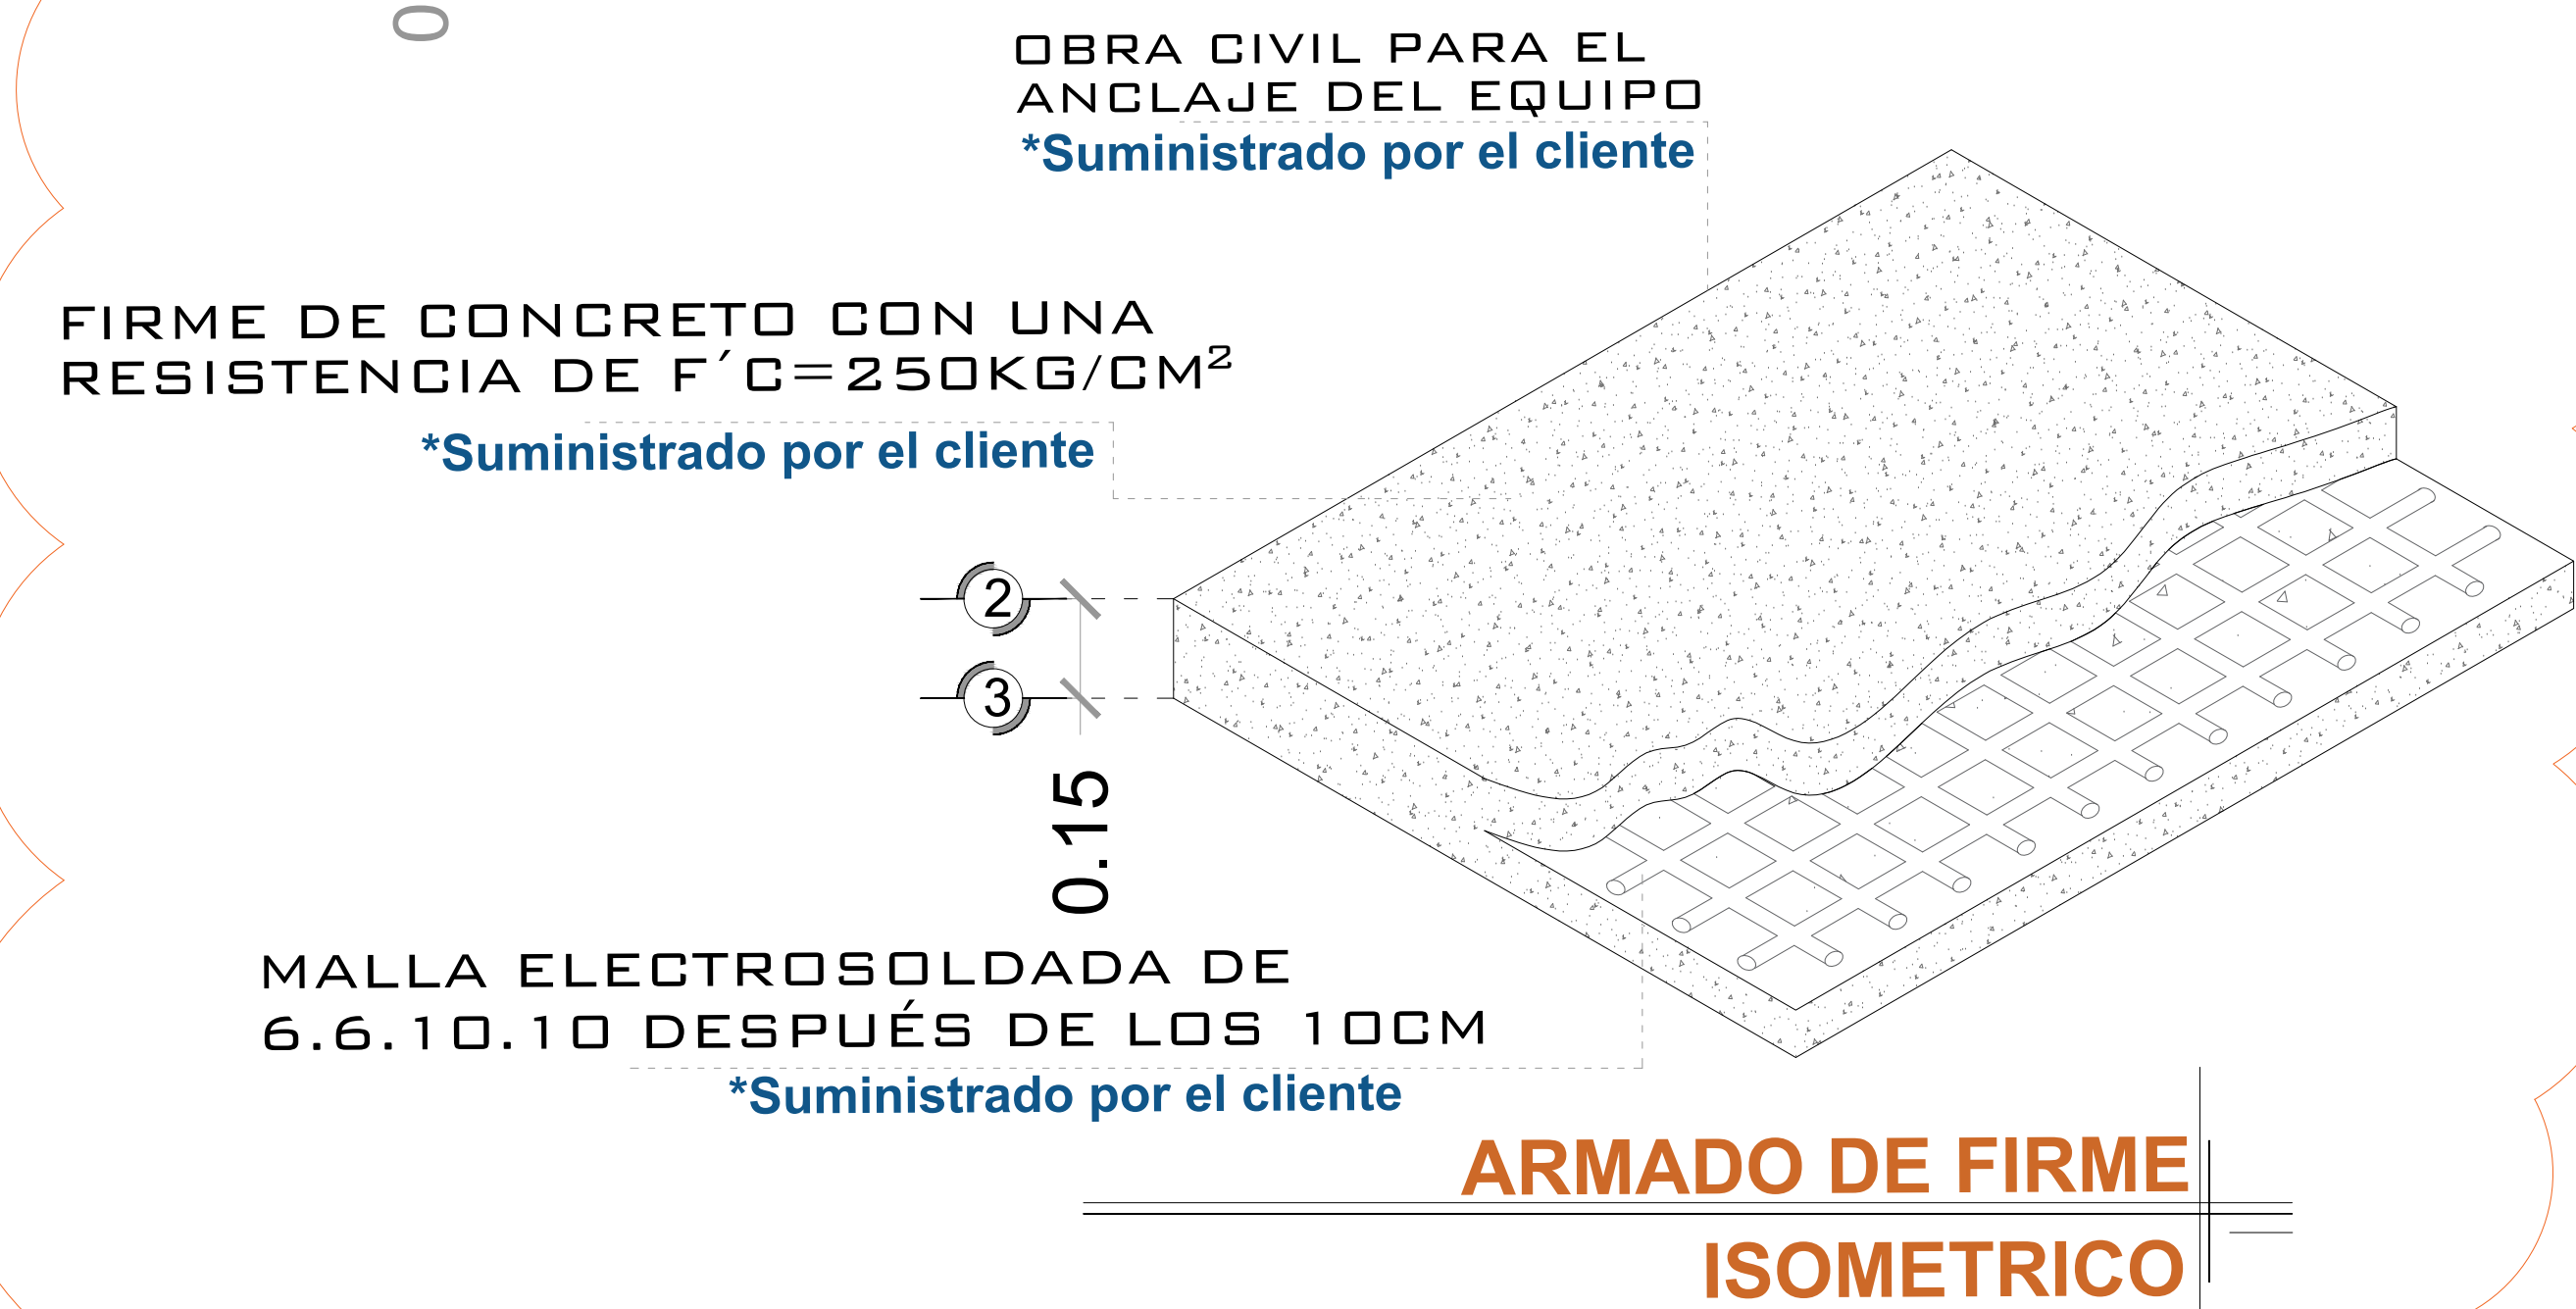 0
OBRA CIVIL PARA EL
ANCLAJE DEL EQUIPO
*Suministrado por el cliente
FIRME DE CONCRETO CON UNA
RESISTENCIA DE F´C=250KG/CM²
*Suministrado por el cliente
2
3
0.15
MALLA ELECTROSOLDADA DE
6.6.10.10 DESPUÉS DE LOS 10CM
*Suministrado por el cliente
ARMADO DE FIRME
ISOMETRICO